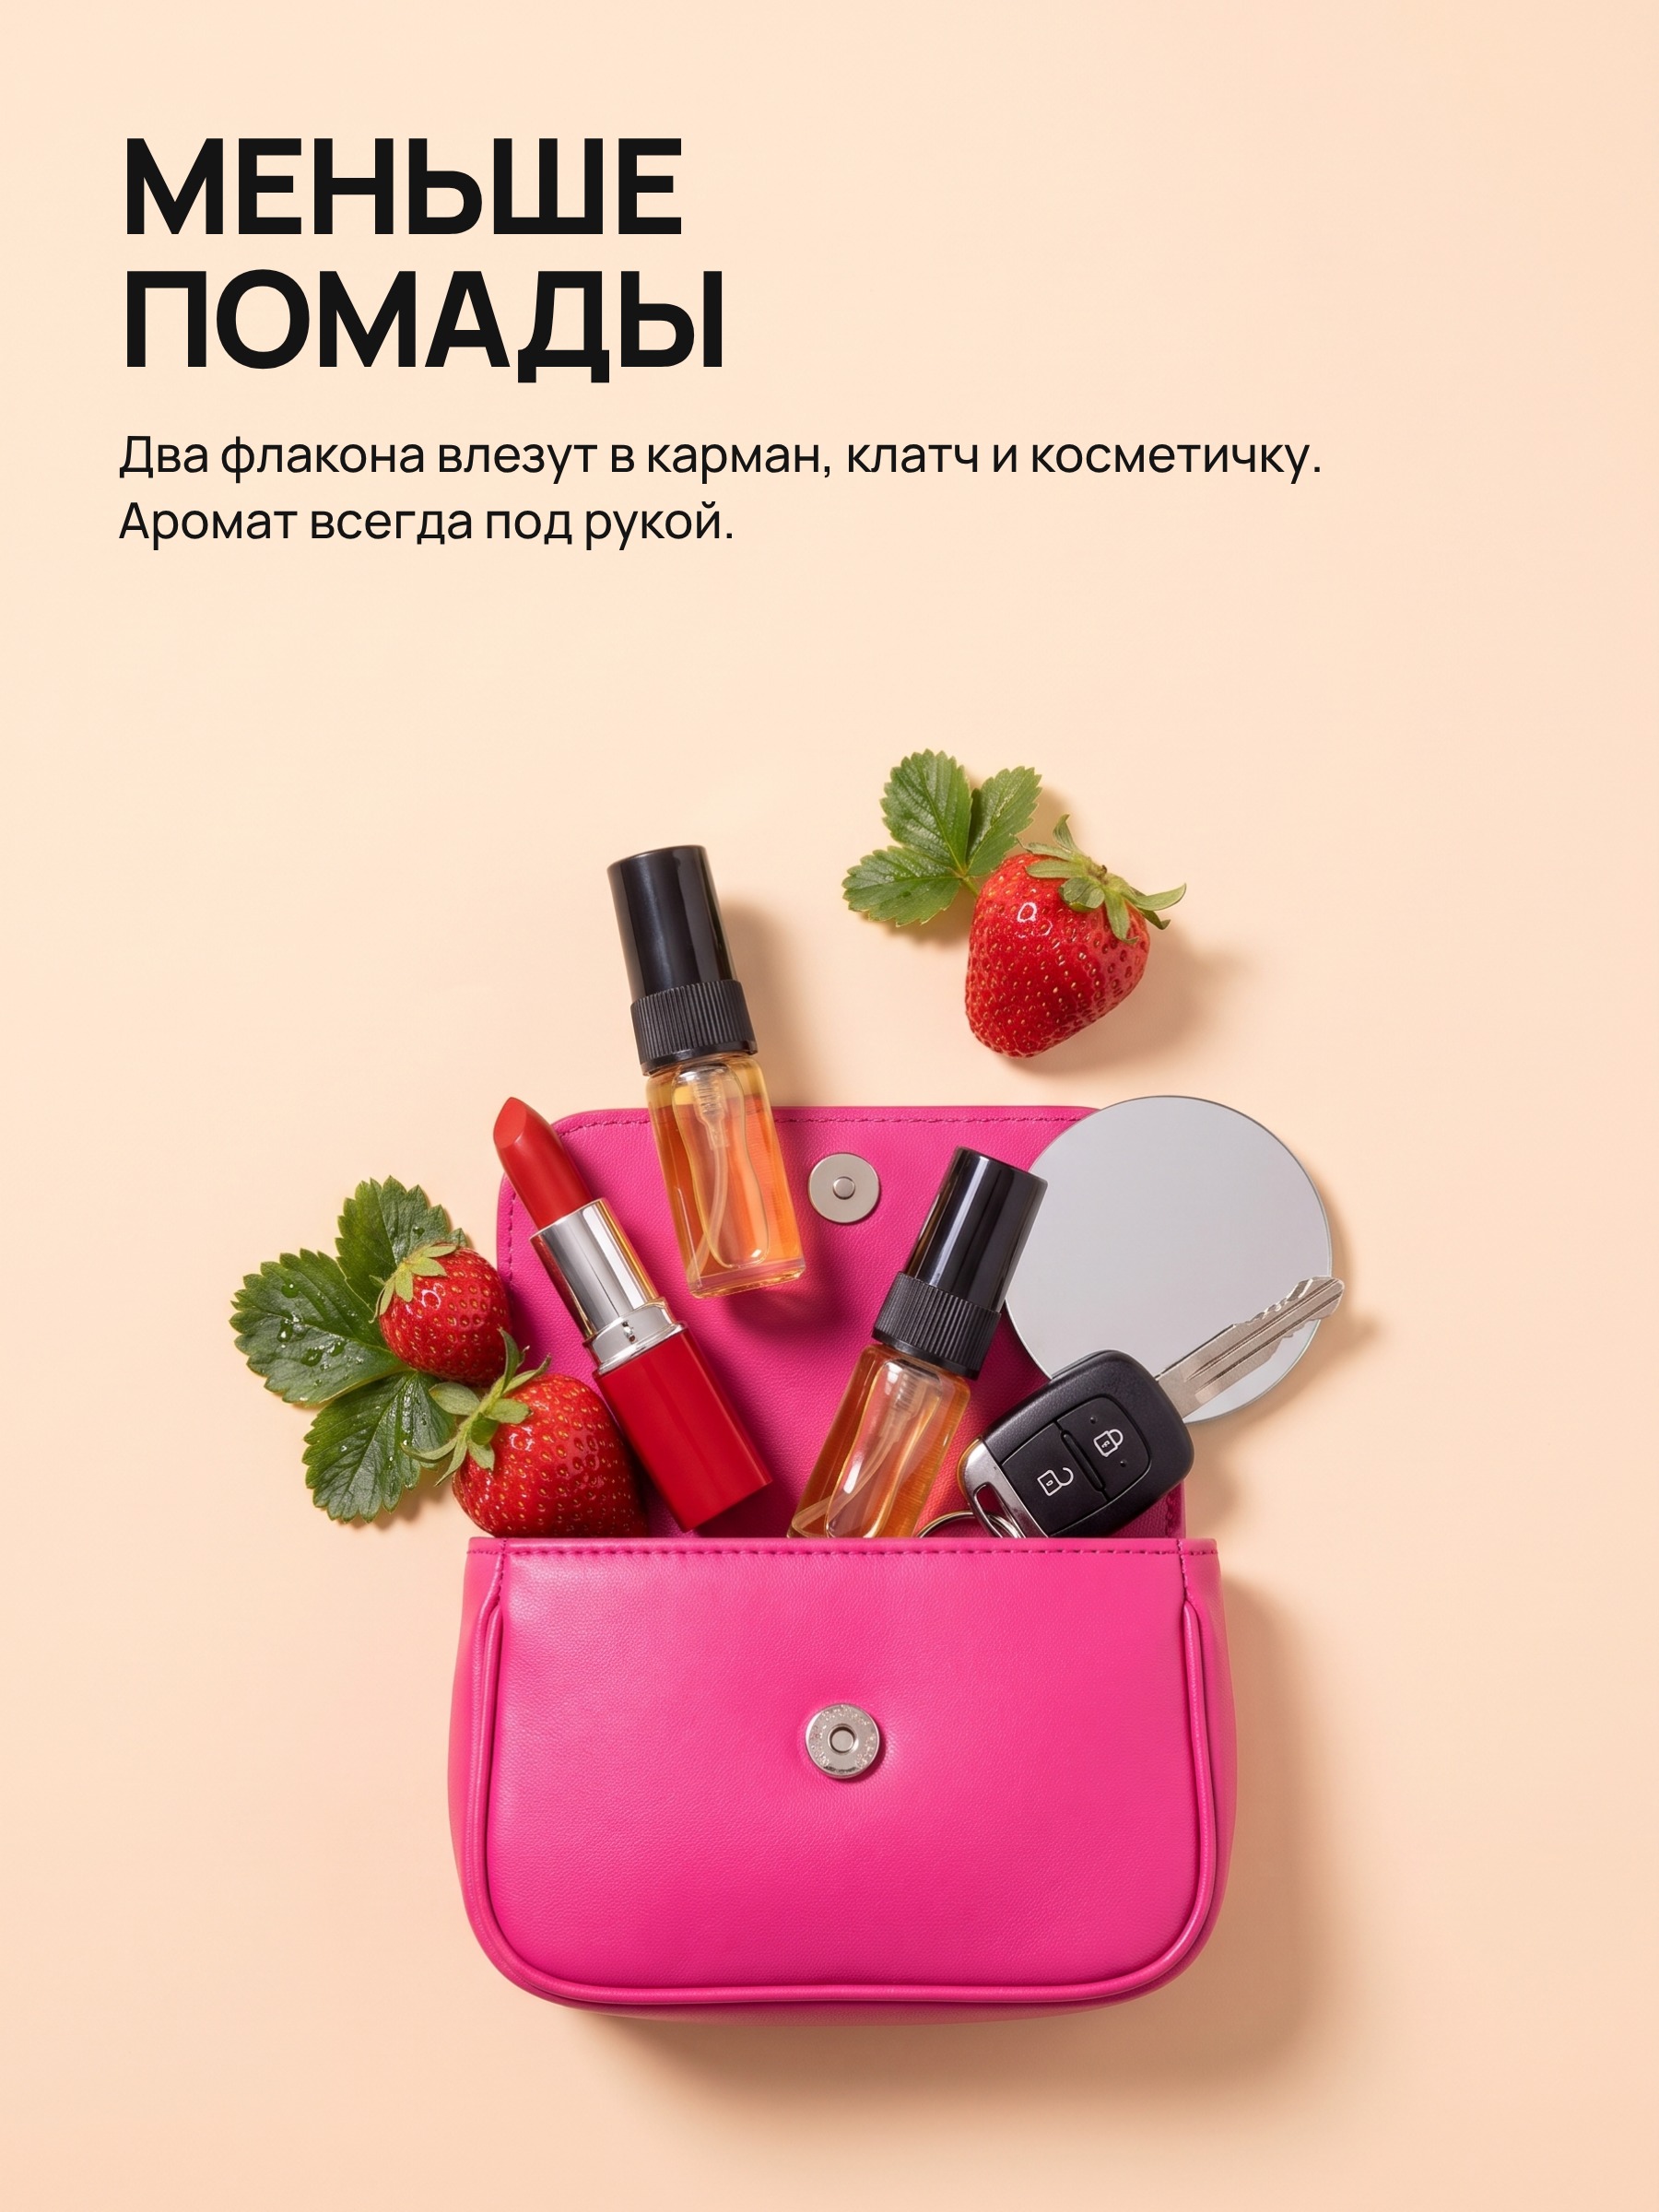 МЕНЬШЕ
ПОМАДЫ
Два флакона влезут в карман, клатч и косметичку.
Аромат всегда под рукой.